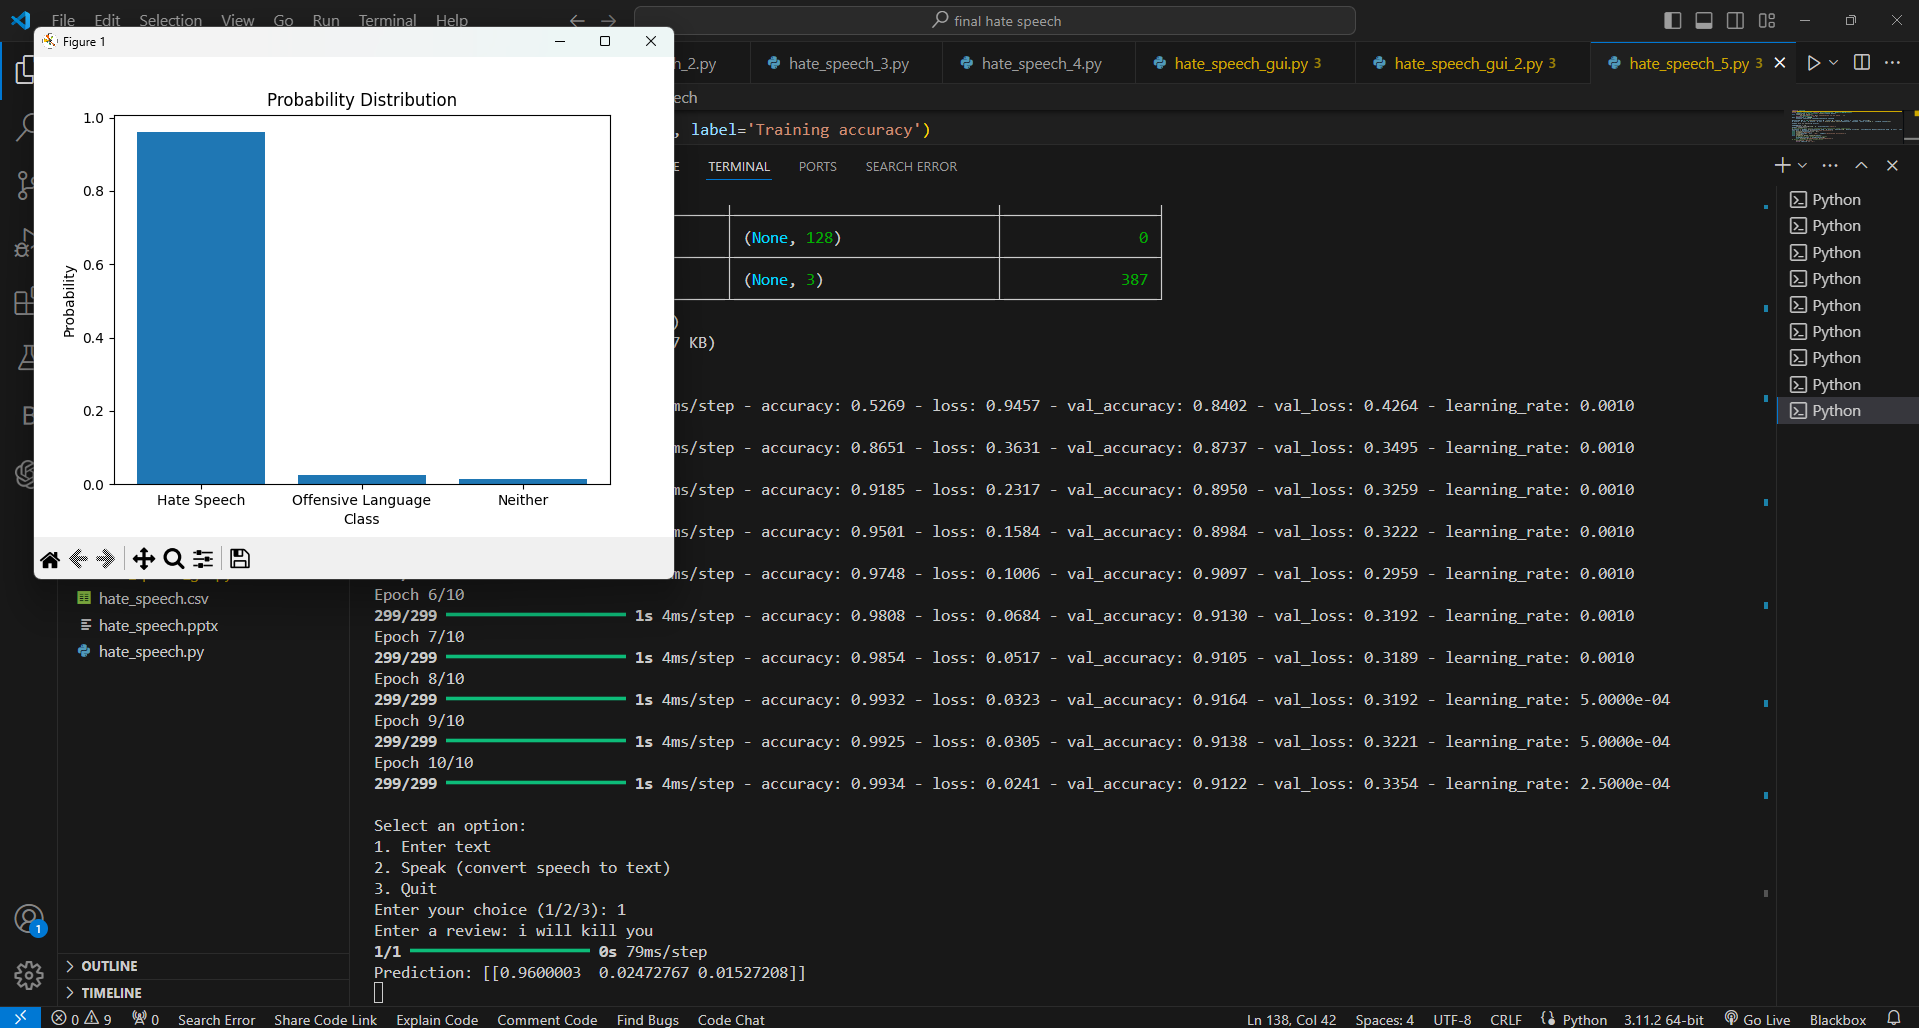 File Edit Selection View Go Run Terminal Help
final hate speech
Figure 1
_2.py
hate_speech_3.py
hate_speech_4.py
hate_speech_gui.py 3
hate_speech_gui_2.py 3
hate_speech_5.py 3
ech
, label='Training accuracy')
Probability Distribution
1.0
0.8
0.6
0.4
0.2
0.0
Probability
Hate Speech Offensive Language Neither
Class
E TERMINAL PORTS SEARCH ERROR
(None, 128) 0
(None, 3) 387
)
KB)
ms/step - accuracy: 0.5269 - loss: 0.9457 - val_accuracy: 0.8402 - val_loss: 0.4264 - learning_rate: 0.0010
ms/step - accuracy: 0.8651 - loss: 0.3631 - val_accuracy: 0.8737 - val_loss: 0.3495 - learning_rate: 0.0010
ms/step - accuracy: 0.9185 - loss: 0.2317 - val_accuracy: 0.8950 - val_loss: 0.3259 - learning_rate: 0.0010
ms/step - accuracy: 0.9501 - loss: 0.1584 - val_accuracy: 0.8984 - val_loss: 0.3222 - learning_rate: 0.0010
ms/step - accuracy: 0.9748 - loss: 0.1006 - val_accuracy: 0.9097 - val_loss: 0.2959 - learning_rate: 0.0010
Epoch 6/10
299/299 1s 4ms/step - accuracy: 0.9808 - loss: 0.0684 - val_accuracy: 0.9130 - val_loss: 0.3192 - learning_rate: 0.0010
Epoch 7/10
299/299 1s 4ms/step - accuracy: 0.9854 - loss: 0.0517 - val_accuracy: 0.9105 - val_loss: 0.3189 - learning_rate: 0.0010
Epoch 8/10
299/299 1s 4ms/step - accuracy: 0.9932 - loss: 0.0323 - val_accuracy: 0.9164 - val_loss: 0.3192 - learning_rate: 5.0000e-04
Epoch 9/10
299/299 1s 4ms/step - accuracy: 0.9925 - loss: 0.0305 - val_accuracy: 0.9138 - val_loss: 0.3221 - learning_rate: 5.0000e-04
Epoch 10/10
299/299 1s 4ms/step - accuracy: 0.9934 - loss: 0.0241 - val_accuracy: 0.9122 - val_loss: 0.3354 - learning_rate: 2.5000e-04
Select an option:
1. Enter text
2. Speak (convert speech to text)
3. Quit
Enter your choice (1/2/3): 1
Enter a review: i will kill you
1/1 0s 79ms/step
Prediction: [[0.9600003 0.02472767 0.01527208]]
Python
Python
Python
Python
Python
Python
Python
Python
Python
hate_speech.csv
hate_speech.pptx
hate_speech.py
1
OUTLINE
TIMELINE
0 9 0 Search Error Share Code Link Explain Code Comment Code Find Bugs Code Chat
Ln 138, Col 42 Spaces: 4 UTF-8 CRLF Python 3.11.2 64-bit Go Live Blackbox